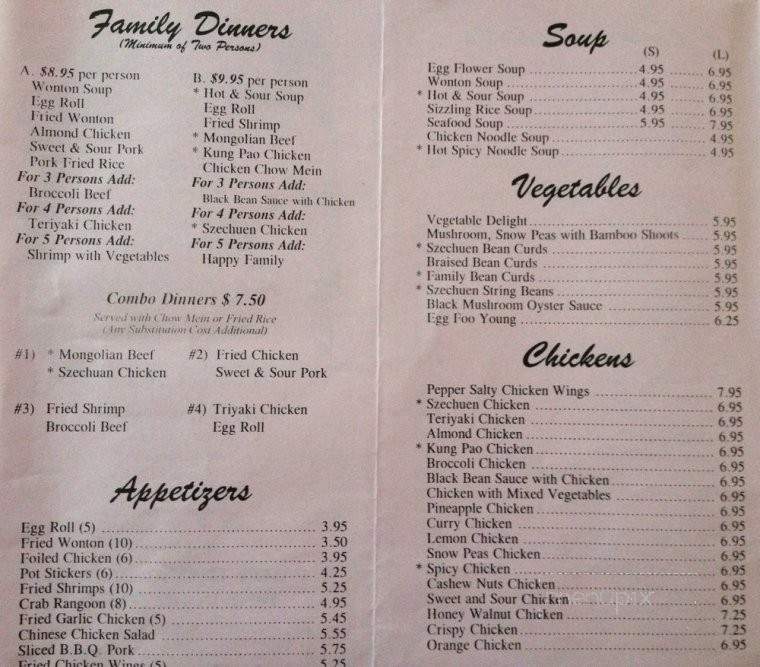 Family Dinners
(Minimum of Two Persons)
A. $8.95 per person
Wonton Soup
Egg Roll
Fried Wonton
Almond Chicken
Sweet & Sour Pork
Pork Fried Rice
For 3 Persons Add:
Broccoli Beef
For 4 Persons Add:
Teriyaki Chicken
For 5 Persons Add:
Shrimp with Vegetables
B. $9.95 per person
* Hot & Sour Soup
Egg Roll
Fried Shrimp
* Mongolian Beef
* Kung Pao Chicken
Chicken Chow Mein
For 3 Persons Add:
Black Bean Sauce with Chicken
For 4 Persons Add:
* Szechuen Chicken
For 5 Persons Add:
Happy Family
Combo Dinners $ 7.50
Served with Chow Mein or Fried Rice
(Any Substitution Cost Additional)
#1) * Mongolian Beef
* Szechuan Chicken
#2) Fried Chicken
Sweet & Sour Pork
#3) Fried Shrimp
Broccoli Beef
#4) Triyaki Chicken
Egg Roll
Appetizers
Egg Roll (5) 3.95
Fried Wonton (10) 3.50
Foiled Chicken (6) 3.95
Pot Stickers (6) 4.25
Fried Shrimps (10) 5.25
Crab Rangoon (8) 4.95
Fried Garlic Chicken (5) 5.45
Chinese Chicken Salad 5.55
Sliced B.B.Q. Pork 5.75
Fried Chicken Wings (5) 5.25
Soup
(S) (L)
Egg Flower Soup 4.95 6.95
Wonton Soup 4.95 6.95
* Hot & Sour Soup 4.95 6.95
Sizzling Rice Soup 4.95 6.95
Seafood Soup 5.95 7.95
Chicken Noodle Soup 4.95
* Hot Spicy Noodle Soup 4.95
Vegetables
Vegetable Delight 5.95
Mushroom, Snow Peas with Bamboo Shoots 5.95
* Szechuen Bean Curds 5.95
Braised Bean Curds 5.95
* Family Bean Curds 5.95
* Szechuen String Beans 5.95
Black Mushroom Oyster Sauce 5.95
Egg Foo Young 6.25
Chickens
Pepper Salty Chicken Wings 7.95
* Szechuen Chicken 6.95
Teriyaki Chicken 6.95
Almond Chicken 6.95
* Kung Pao Chicken 6.95
Broccoli Chicken 6.95
Black Bean Sauce with Chicken 6.95
Chicken with Mixed Vegetables 6.95
Pineapple Chicken 6.95
Curry Chicken 6.95
Lemon Chicken 6.95
Snow Peas Chicken 6.95
* Spicy Chicken 6.95
Cashew Nuts Chicken 6.95
Sweet and Sour Chicken 6.95
Honey Walnut Chicken 7.25
Crispy Chicken 7.25
Orange Chicken 6.95